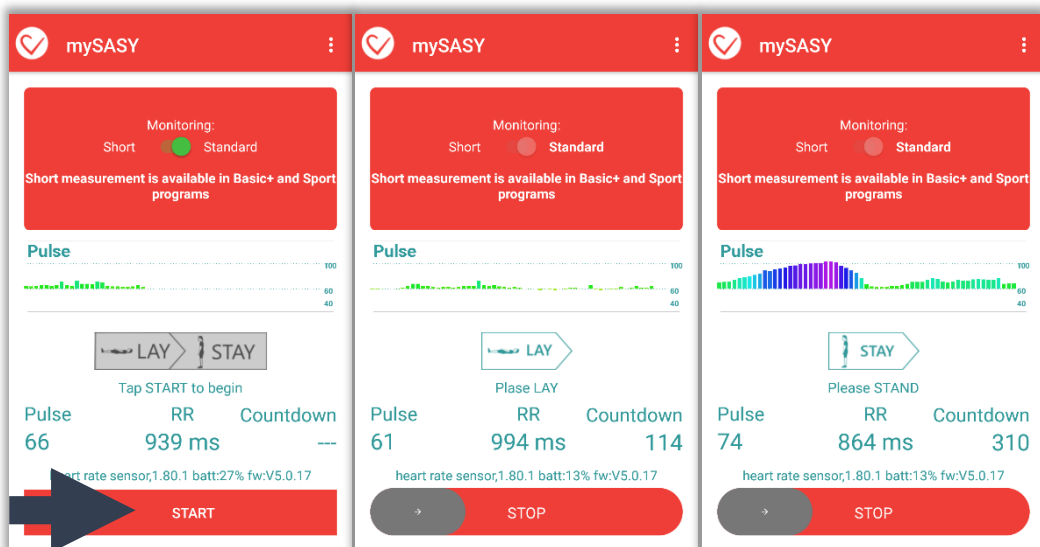 mySASY
Monitoring:
Short Standard
Short measurement is available in Basic+ and Sport
programs
Pulse
100
60
40
LAY STAY
Tap START to begin
Pulse RR Countdown
66 939 ms ---
heart rate sensor,1.80.1 batt:27% fw:V5.0.17
START
mySASY
Monitoring:
Short Standard
Short measurement is available in Basic+ and Sport
programs
Pulse
100
60
40
LAY
Plase LAY
Pulse RR Countdown
61 994 ms 114
heart rate sensor,1.80.1 batt:13% fw:V5.0.17
STOP
mySASY
Monitoring:
Short Standard
Short measurement is available in Basic+ and Sport
programs
Pulse
100
60
40
STAY
Please STAND
Pulse RR Countdown
74 864 ms 310
heart rate sensor,1.80.1 batt:13% fw:V5.0.17
STOP